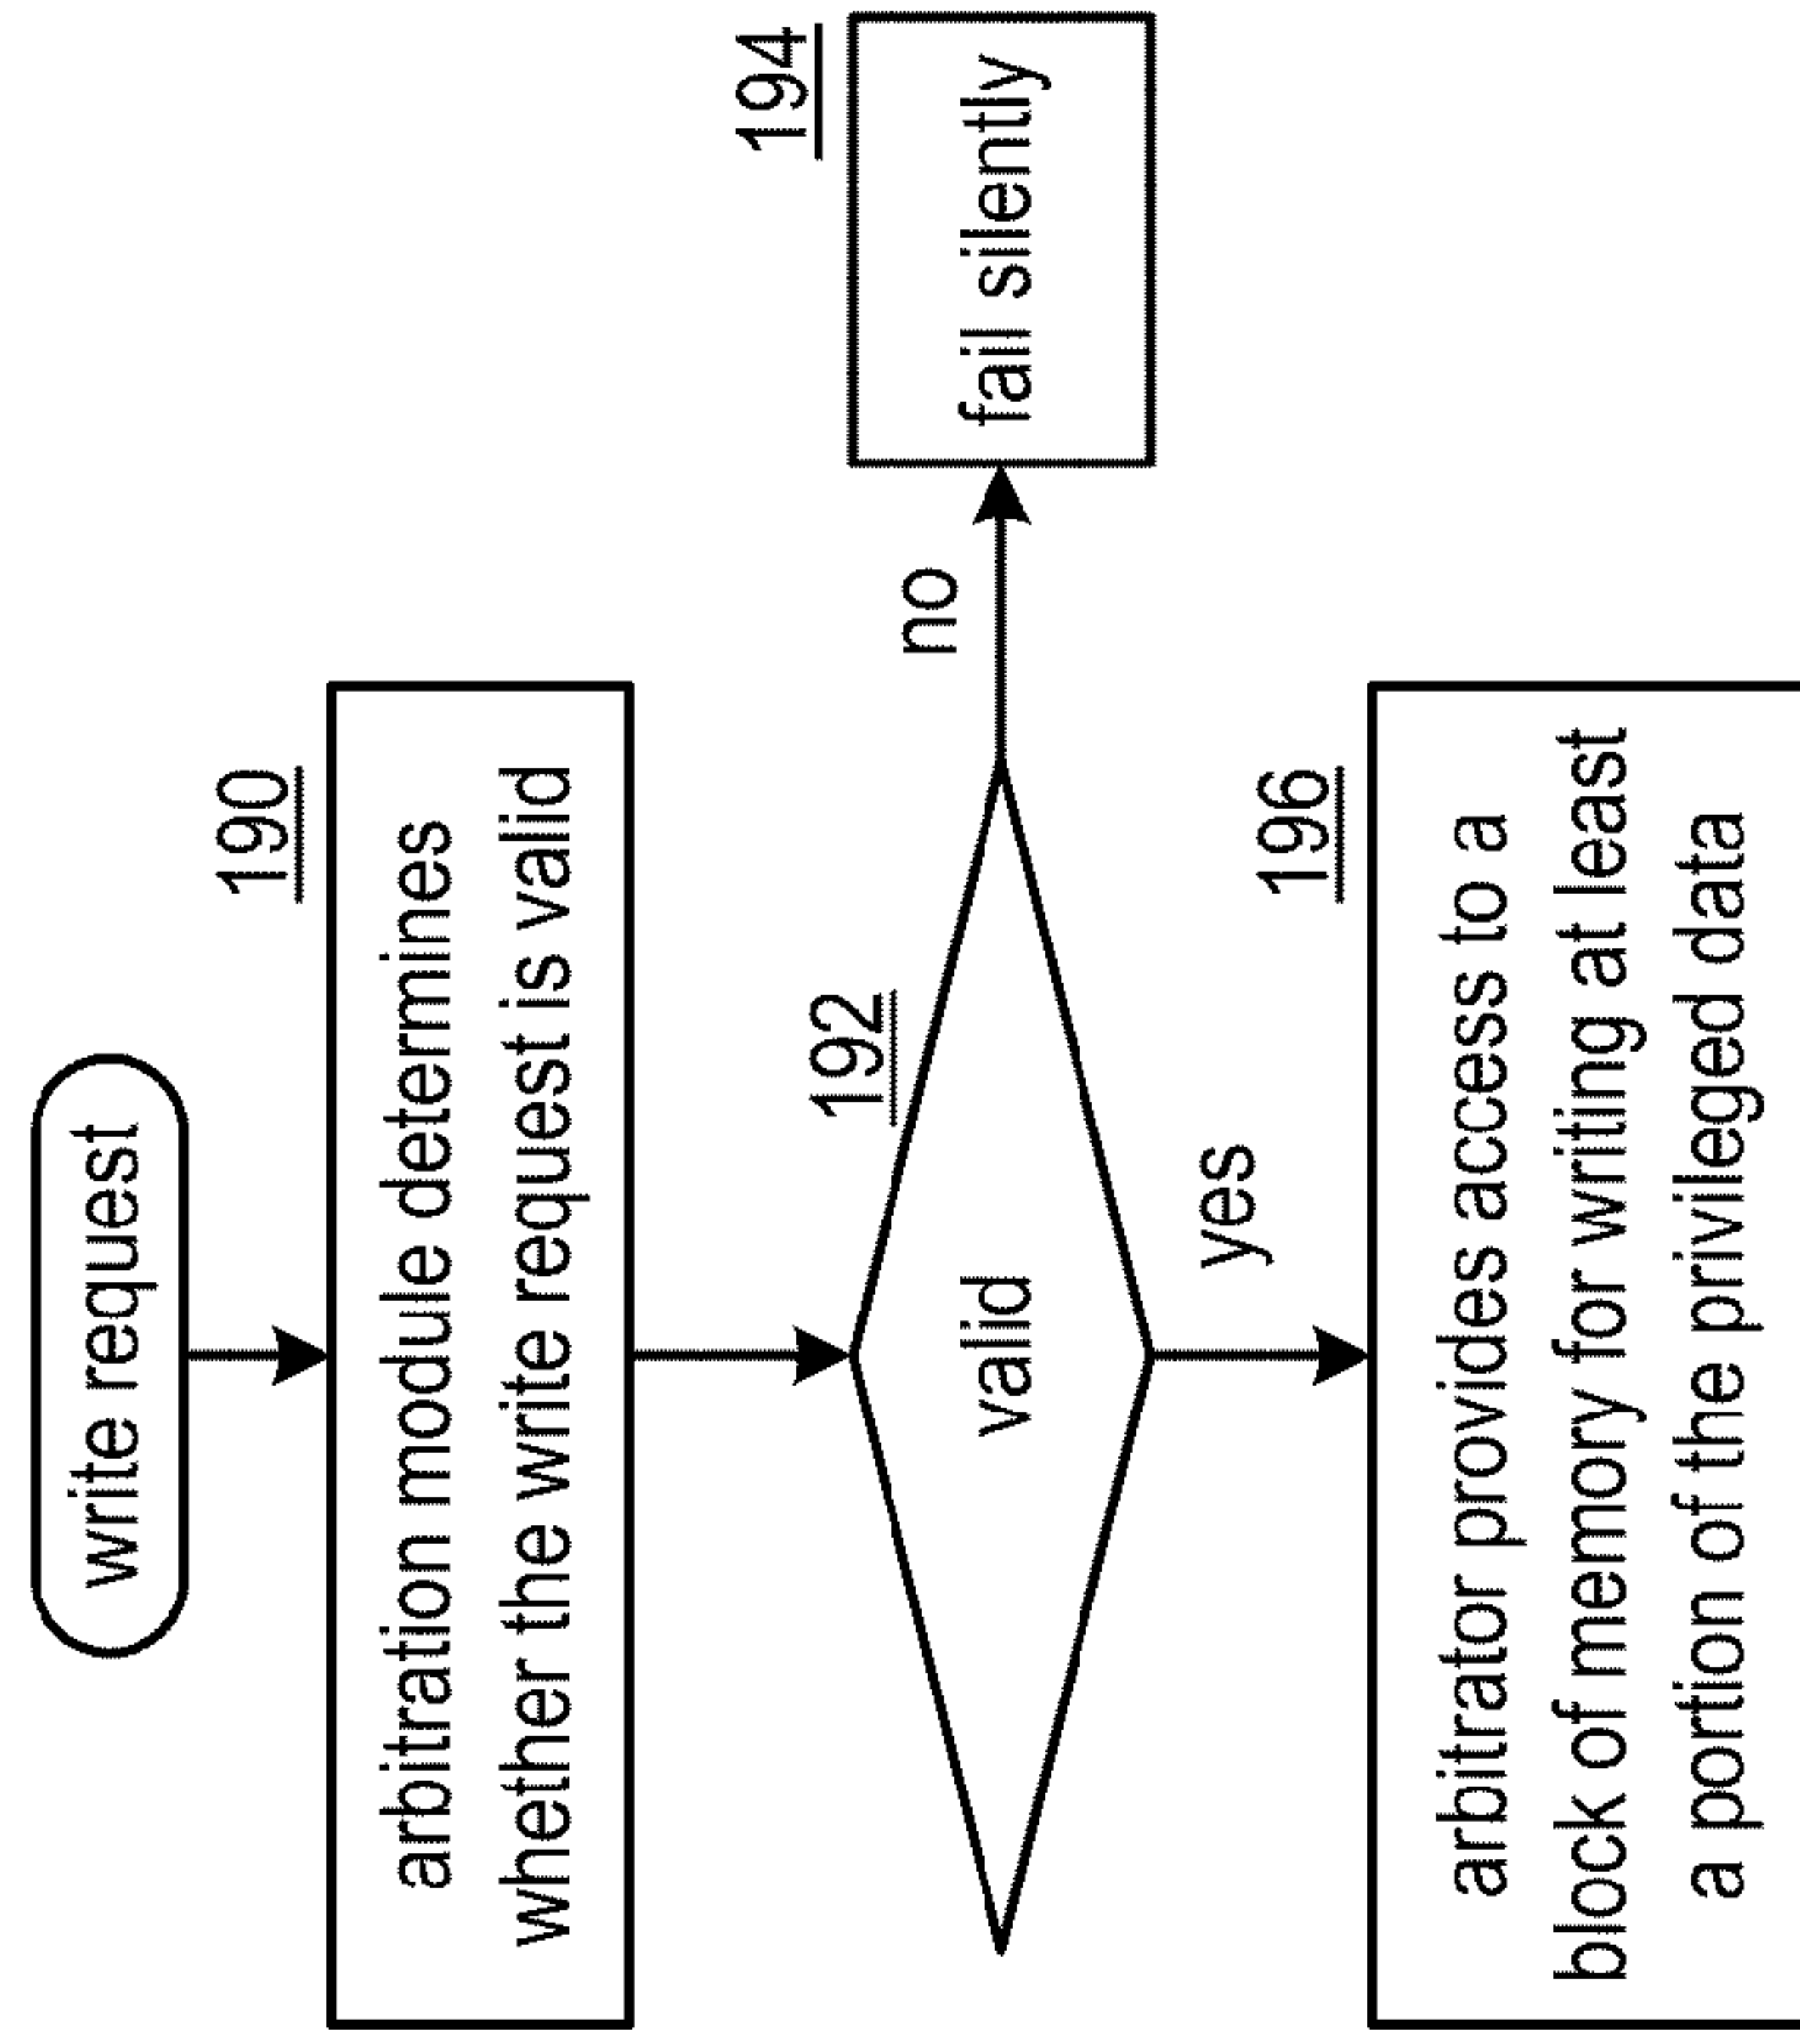 write request
190
arbitration module determines
whether the write request is valid
192
valid
no
194
fail silently
yes
196
arbitrator provides access to a
block of memory for writing at least
a portion of the privileged data